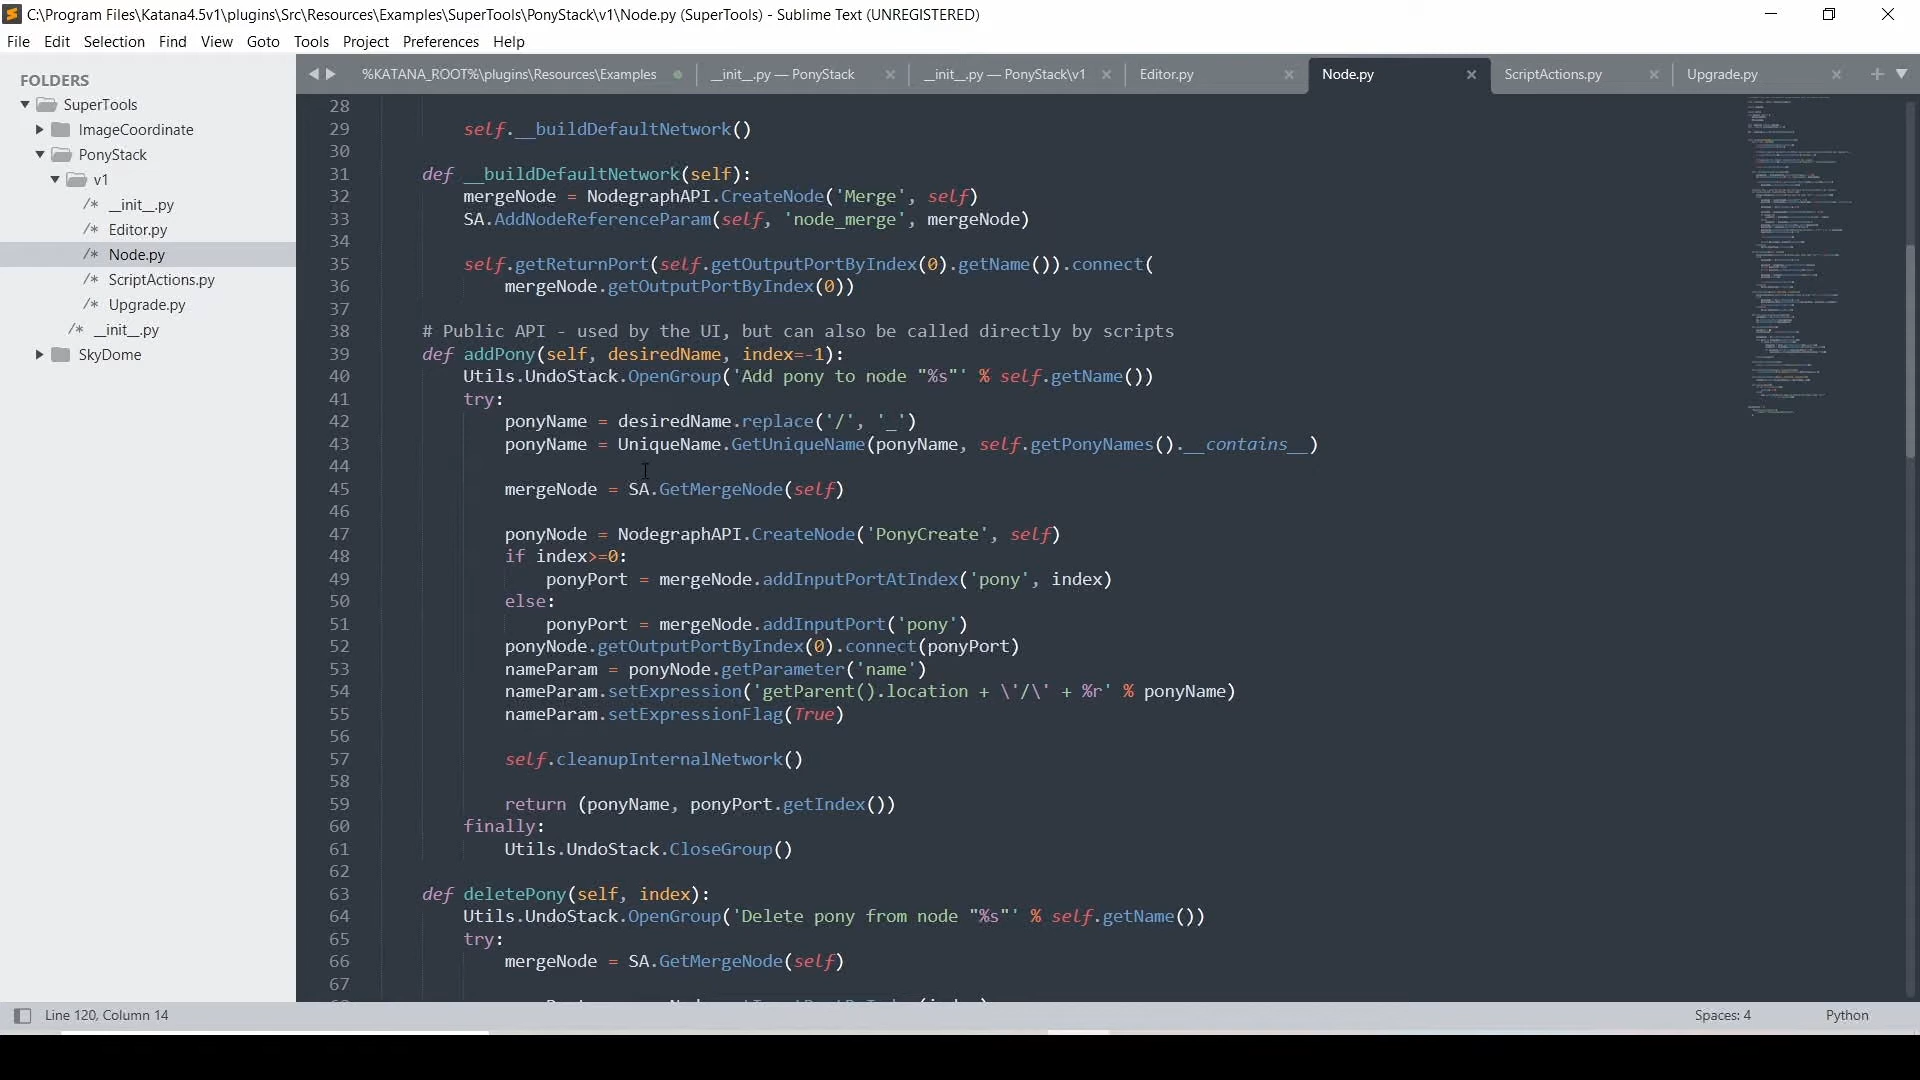 C:\Program Files\Katana4.5v1\plugins\Src\Resources\Examples\SuperTools\PonyStack\v1\Node.py (SuperTools) - Sublime Text (UNREGISTERED)
File Edit Selection Find View Goto Tools Project Preferences Help
FOLDERS
SuperTools
ImageCoordinate
PonyStack
v1
/* __init__.py
/* Editor.py
/* Node.py
/* ScriptActions.py
/* Upgrade.py
/* __init__.py
SkyDome
%KATANA_ROOT%\plugins\Resources\Examples __init__.py — PonyStack __init__.py — PonyStack\v1 Editor.py Node.py ScriptActions.py Upgrade.py
28
29 self.__buildDefaultNetwork()
30
31 def __buildDefaultNetwork(self):
32 mergeNode = NodegraphAPI.CreateNode('Merge', self)
33 SA.AddNodeReferenceParam(self, 'node_merge', mergeNode)
34
35 self.getReturnPort(self.getOutputPortByIndex(0).getName()).connect(
36 mergeNode.getOutputPortByIndex(0))
37
38 # Public API - used by the UI, but can also be called directly by scripts
39 def addPony(self, desiredName, index=-1):
40 Utils.UndoStack.OpenGroup('Add pony to node "%s"' % self.getName())
41 try:
42 ponyName = desiredName.replace('/', '_')
43 ponyName = UniqueName.GetUniqueName(ponyName, self.getPonyNames().__contains__)
44
45 mergeNode = SA.GetMergeNode(self)
46
47 ponyNode = NodegraphAPI.CreateNode('PonyCreate', self)
48 if index>=0:
49 ponyPort = mergeNode.addInputPortAtIndex('pony', index)
50 else:
51 ponyPort = mergeNode.addInputPort('pony')
52 ponyNode.getOutputPortByIndex(0).connect(ponyPort)
53 nameParam = ponyNode.getParameter('name')
54 nameParam.setExpression('getParent().location + \'/\' + %r' % ponyName)
55 nameParam.setExpressionFlag(True)
56
57 self.cleanupInternalNetwork()
58
59 return (ponyName, ponyPort.getIndex())
60 finally:
61 Utils.UndoStack.CloseGroup()
62
63 def deletePony(self, index):
64 Utils.UndoStack.OpenGroup('Delete pony from node "%s"' % self.getName())
65 try:
66 mergeNode = SA.GetMergeNode(self)
67
Line 120, Column 14 Spaces: 4 Python